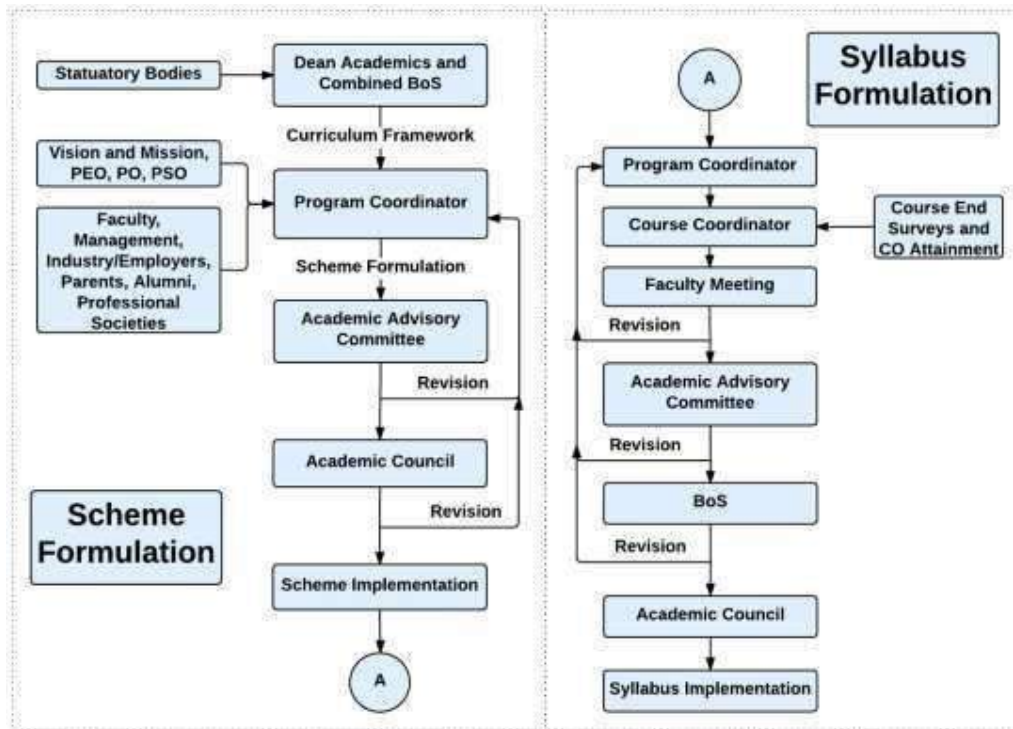 Statuatory Bodies
Dean Academics and
Combined BoS
Curriculum Framework
Vision and Mission,
PEO, PO, PSO
Program Coordinator
Faculty,
Management,
Industry/Employers,
Parents, Alumni,
Professional
Societies
Scheme Formulation
Academic Advisory
Committee
Revision
Academic Council
Revision
Scheme
Formulation
Scheme Implementation
A
Syllabus
Formulation
A
Program Coordinator
Course Coordinator
Course End
Surveys and
CO Attainment
Faculty Meeting
Revision
Academic Advisory
Committee
Revision
BoS
Revision
Academic Council
Syllabus Implementation